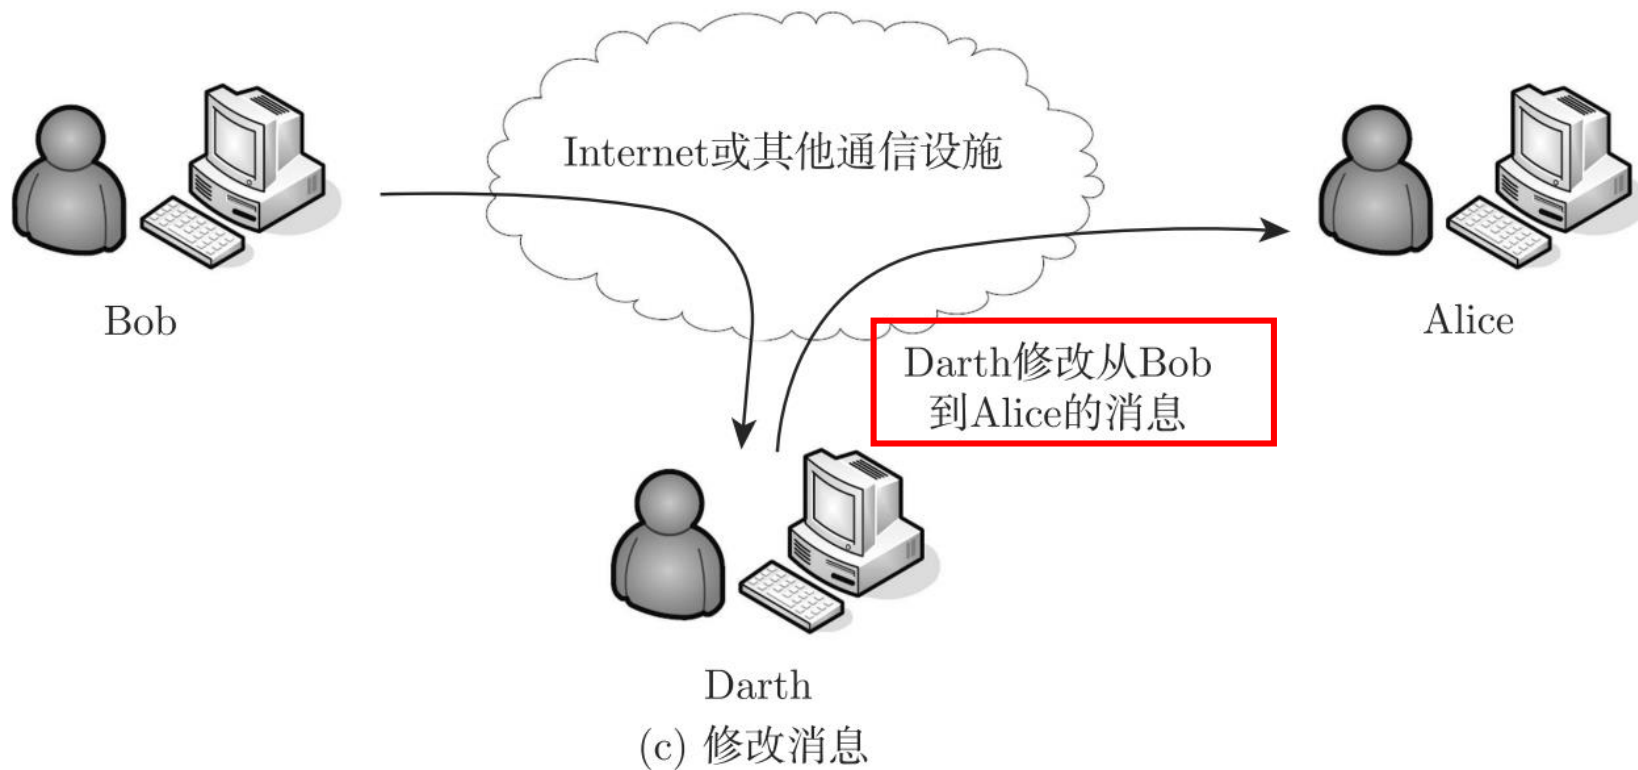 Internet或其他通信设施
Bob
Alice
Darth修改从Bob
到Alice的消息
Darth
(c) 修改消息